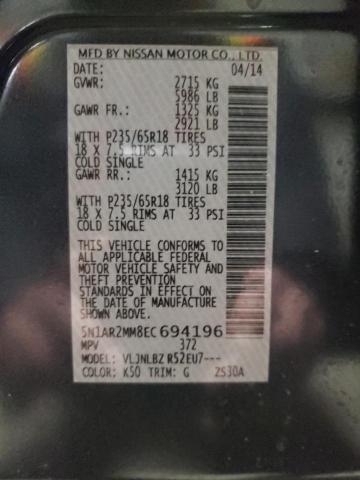 MFD BY NISSAN MOTOR CO., LTD.
DATE: 04/14
GVWR: 2715 KG
5986 LB
GAWR FR.: 1325 KG
2921 LB
WITH P235/65R18 TIRES
18 X 7.5 RIMS AT 33 PSI
COLD SINGLE
GAWR RR.: 1415 KG
3120 LB
WITH P235/65R18 TIRES
18 X 7.5 RIMS AT 33 PSI
COLD SINGLE
THIS VEHICLE CONFORMS TO
ALL APPLICABLE FEDERAL
MOTOR VEHICLE SAFETY AND
THEFT PREVENTION
STANDARDS IN EFFECT ON
THE DATE OF MANUFACTURE
SHOWN ABOVE.
5N1AR2MM8EC694196
MPV 372
MODEL: VLJNLBZ R52EU7---
COLOR: K50 TRIM: G 2S30A